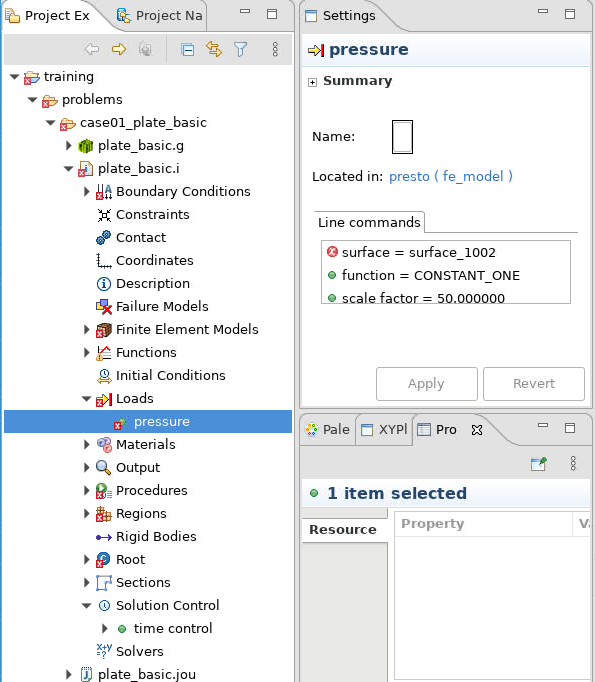 Project Ex
Project Na
training
problems
case01_plate_basic
plate_basic.g
plate_basic.i
Boundary Conditions
Constraints
Contact
Coordinates
Description
Failure Models
Finite Element Models
Functions
Initial Conditions
Loads
pressure
Materials
Output
Procedures
Regions
Rigid Bodies
Root
Sections
Solution Control
time control
Solvers
plate_basic.jou
Settings
pressure
Summary
Name:
Located in: presto ( fe_model )
Line commands
surface = surface_1002
function = CONSTANT_ONE
scale factor = 50.000000
Apply
Revert
Pale
XYPl
Pro
1 item selected
Resource
Property